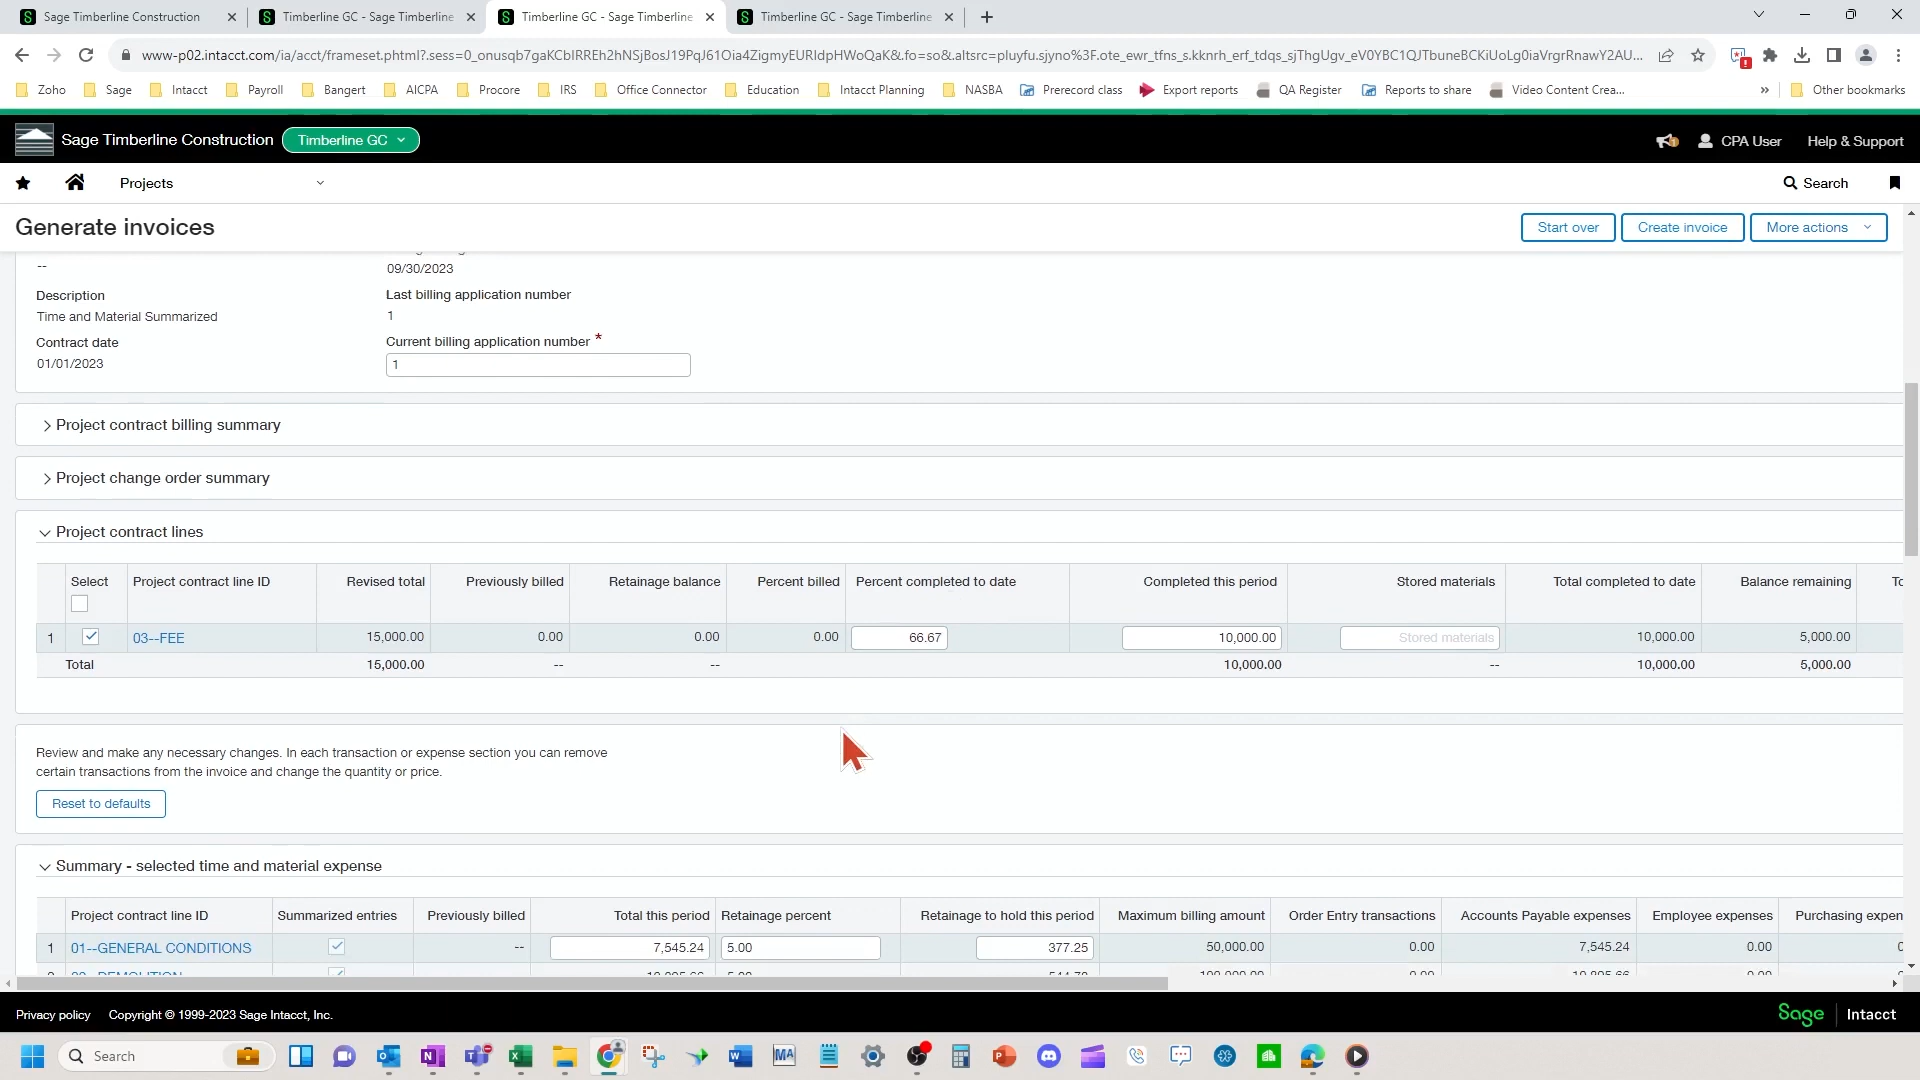 Sage Timberline Construction
Timberline GC - Sage Timberline
Timberline GC - Sage Timberline
Timberline GC - Sage Timberline
Zoho Sage Intacct Payroll Bangert AICPA Procore IRS Office Connector Education Intacct Planning NASBA Prerecord class Export reports QA Register Reports to share Video Content Crea... Other bookmarks
Sage Timberline Construction Timberline GC CPA User Help & Support
Projects Search
Generate invoices Start over Create invoice More actions
-- 09/30/2023
Description Last billing application number
Time and Material Summarized 1
Contract date Current billing application number *
01/01/2023 1
Project contract billing summary
Project change order summary
Project contract lines
Select Project contract line ID Revised total Previously billed Retainage balance Percent billed Percent completed to date Completed this period Stored materials Total completed to date Balance remaining To
1 03--FEE 15,000.00 0.00 0.00 0.00 66.67 10,000.00 Stored materials 10,000.00 5,000.00
Total 15,000.00 -- -- 10,000.00 -- 10,000.00 5,000.00
Review and make any necessary changes. In each transaction or expense section you can remove
certain transactions from the invoice and change the quantity or price.
Reset to defaults
Summary - selected time and material expense
Project contract line ID Summarized entries Previously billed Total this period Retainage percent Retainage to hold this period Maximum billing amount Order Entry transactions Accounts Payable expenses Employee expenses Purchasing expen
1 01--GENERAL CONDITIONS -- 7,545.24 5.00 377.25 50,000.00 0.00 7,545.24 0.00
Privacy policy Copyright © 1999-2023 Sage Intacct, Inc. Sage Intacct
Search